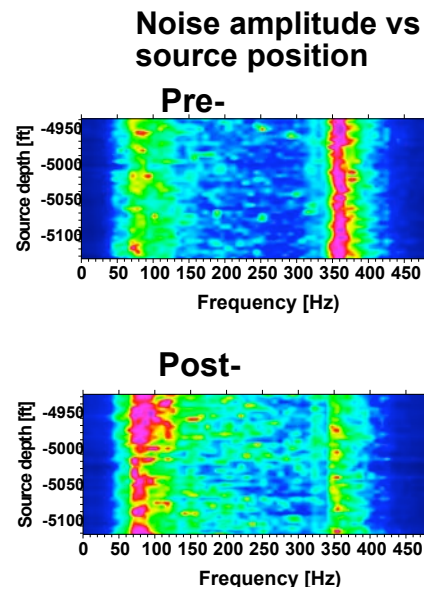 Noise amplitude vs
source position
Pre-
Source depth [ft]
-4950
-5000
-5050
-5100
0 50 100 150 200 250 300 350 400 450
Frequency [Hz)
Post-
Source depth [ft]
-4950
-5000
-5050
-5100
0 50 100 150 200 250 300 350 400 450
Frequency [Hz)